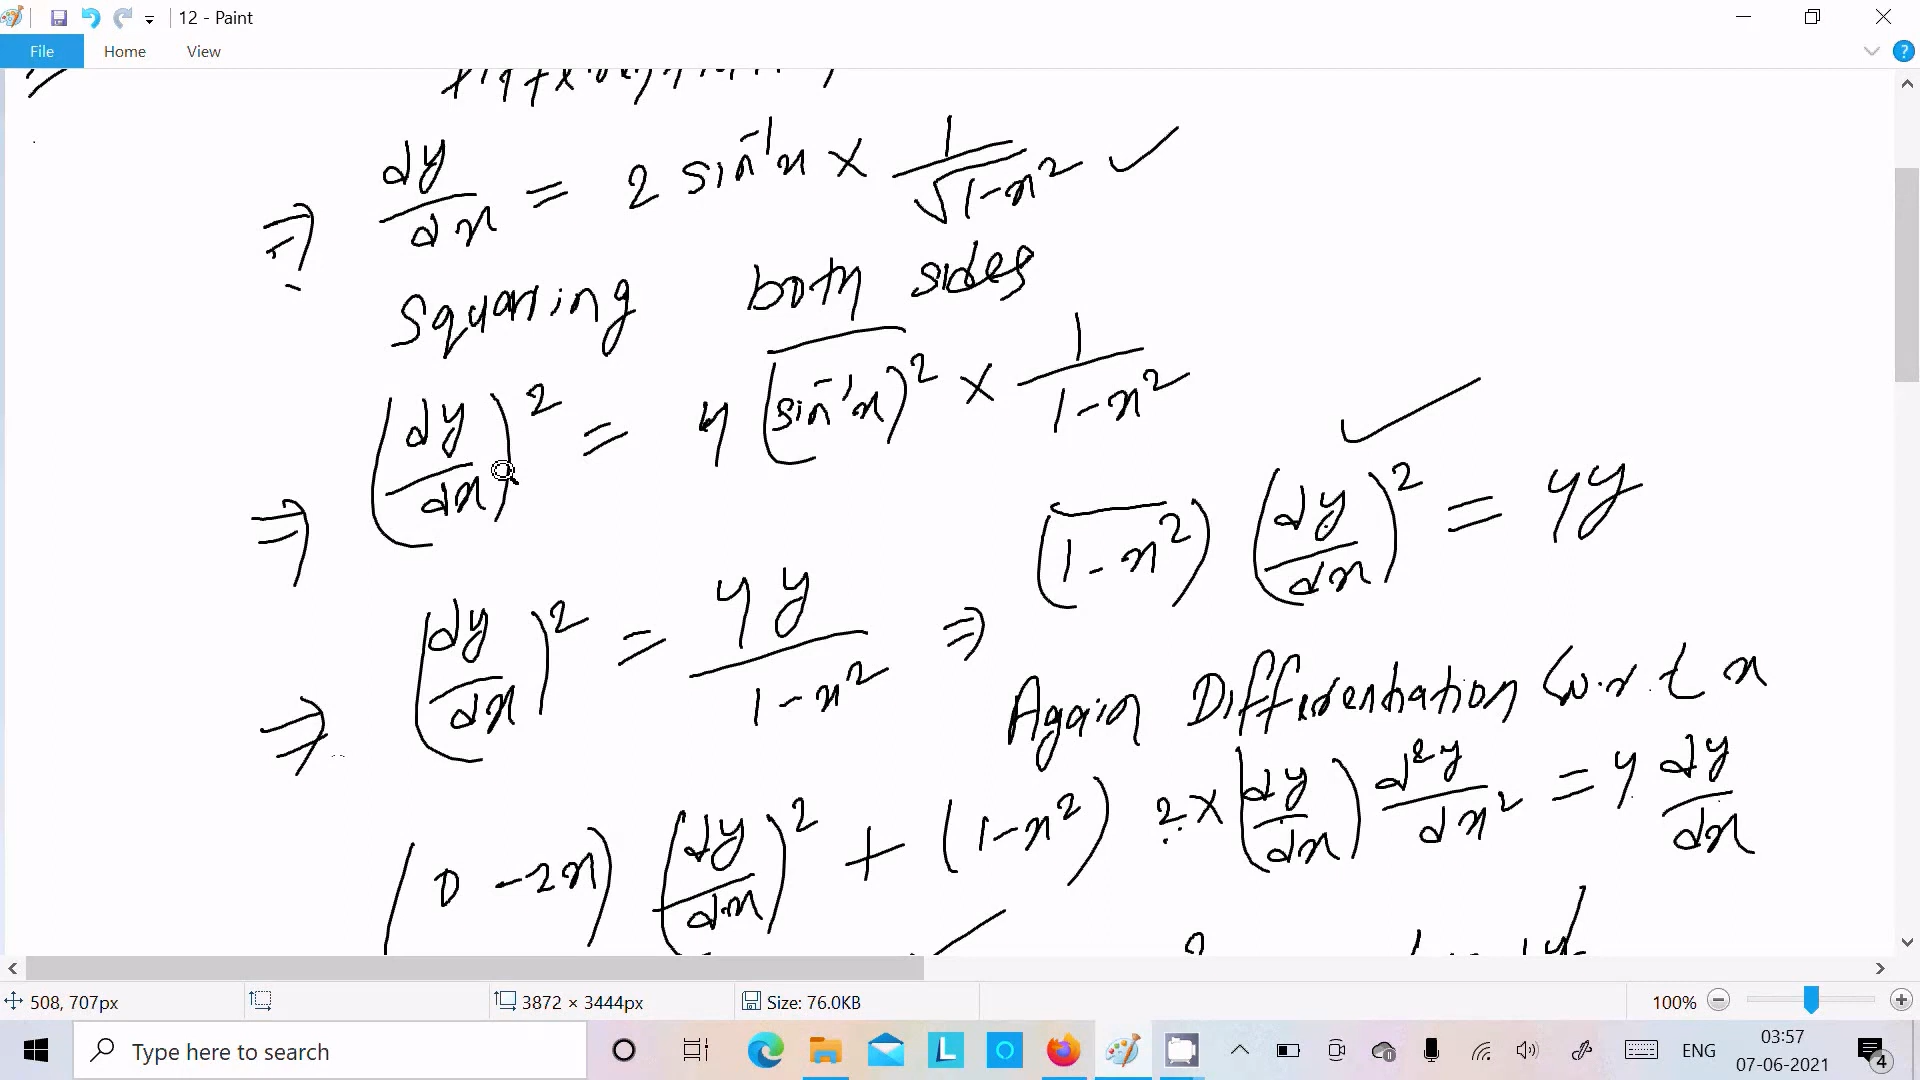 12 - Paint
File Home View
⇒ dy/dx = 2 sin⁻¹x × 1/√(1-x²) ✓
Squaring both sides
⇒ (dy/dx)² = 4 (sin⁻¹x)² × 1/(1-x²)
⇒ (dy/dx)² = 4y/(1-x²) ⇒ (1-x²) (dy/dx)² = 4y ✓
Again Differentiation w.r.t x
(0-2x) (dy/dx)² + (1-x²) 2 × (dy/dx) d²y/dx² = 4 dy/dx
508, 707px 3872 × 3444px Size: 76.0KB 100%
Type here to search
ENG
03:57
07-06-2021
4